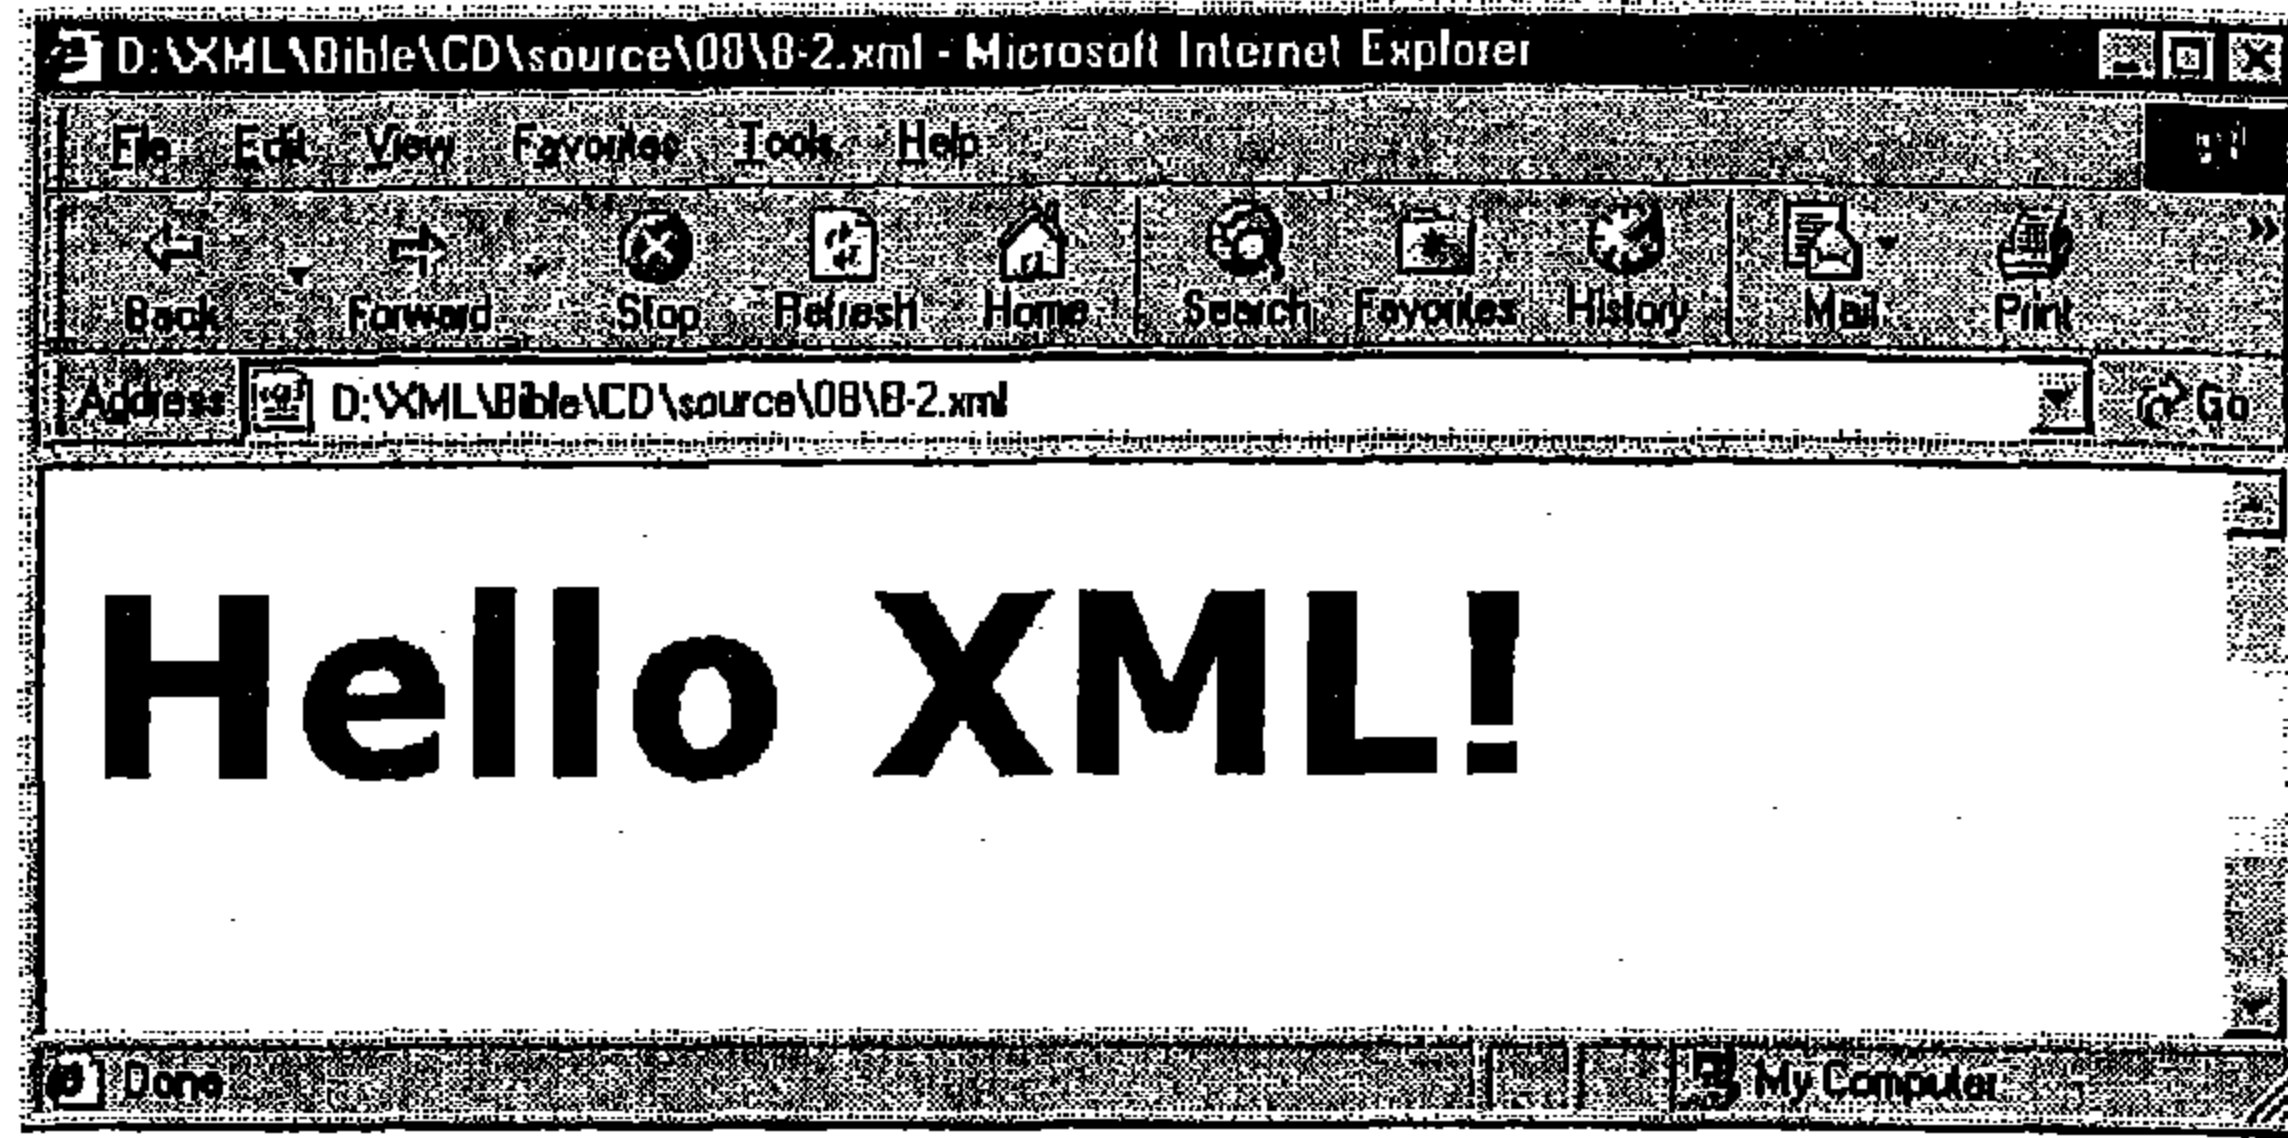 D:\XML\Bible\CD\source\08\8-2.xml - Microsoft Internet Explorer
File Edit View Favorites Tools Help
Back Forward Stop Refresh Home Search Favorites History Mail Print
Address D:\XML\Bible\CD\source\08\8-2.xml Go
Hello XML!
Done My Computer